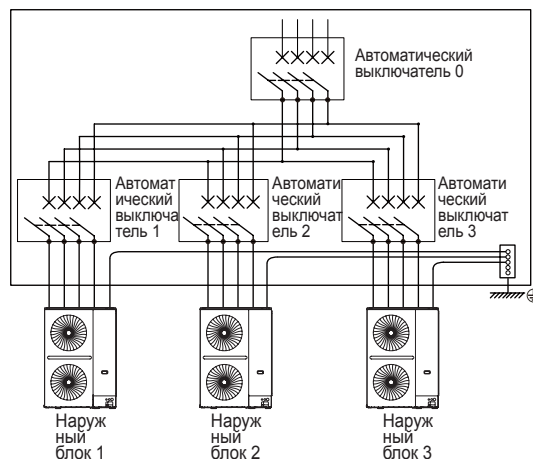 Автоматический
выключатель 0
Автомат
ический
выключа
тель 1
Автомати
ческий
выключат
ель 2
Автомати
ческий
выключат
ель 3
Наруж
ный
блок 1
Наруж
ный
блок 2
Наруж
ный
блок 3